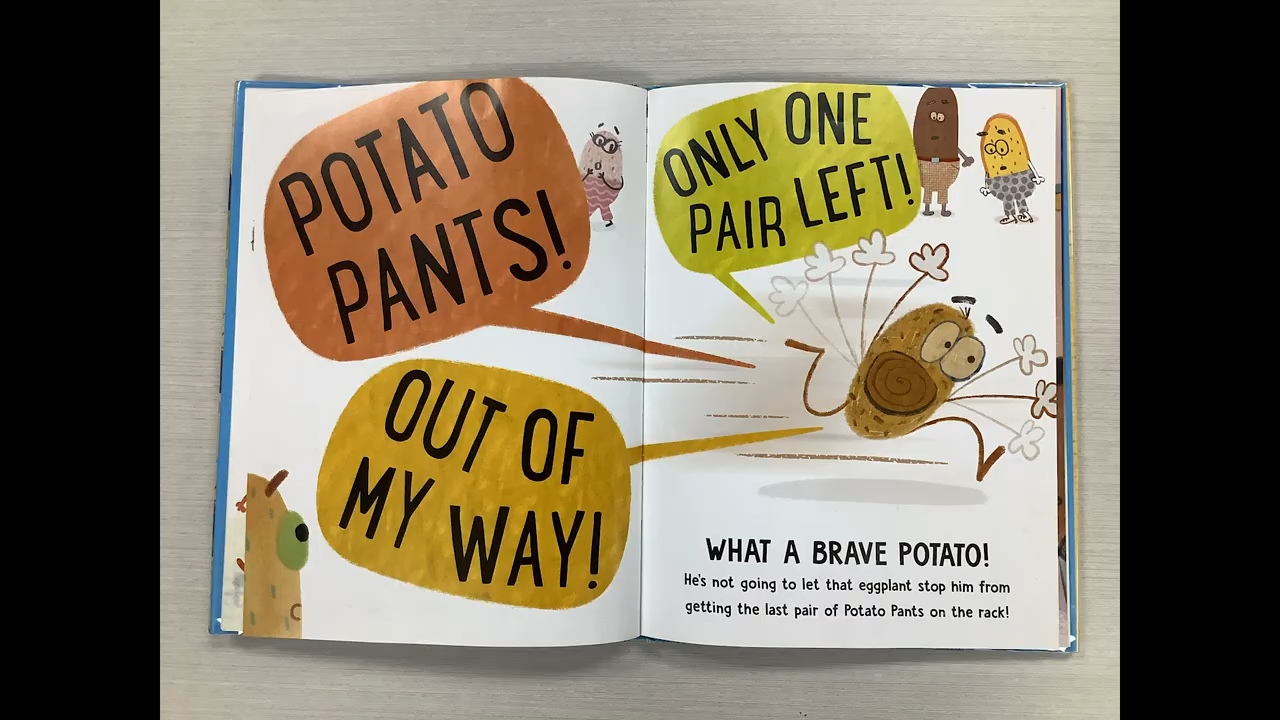 POTATO
PANTS!
OUT OF
MY WAY!
ONLY ONE
PAIR LEFT!
WHAT A BRAVE POTATO!
He's not going to let that eggplant stop him from
getting the last pair of Potato Pants on the rack!